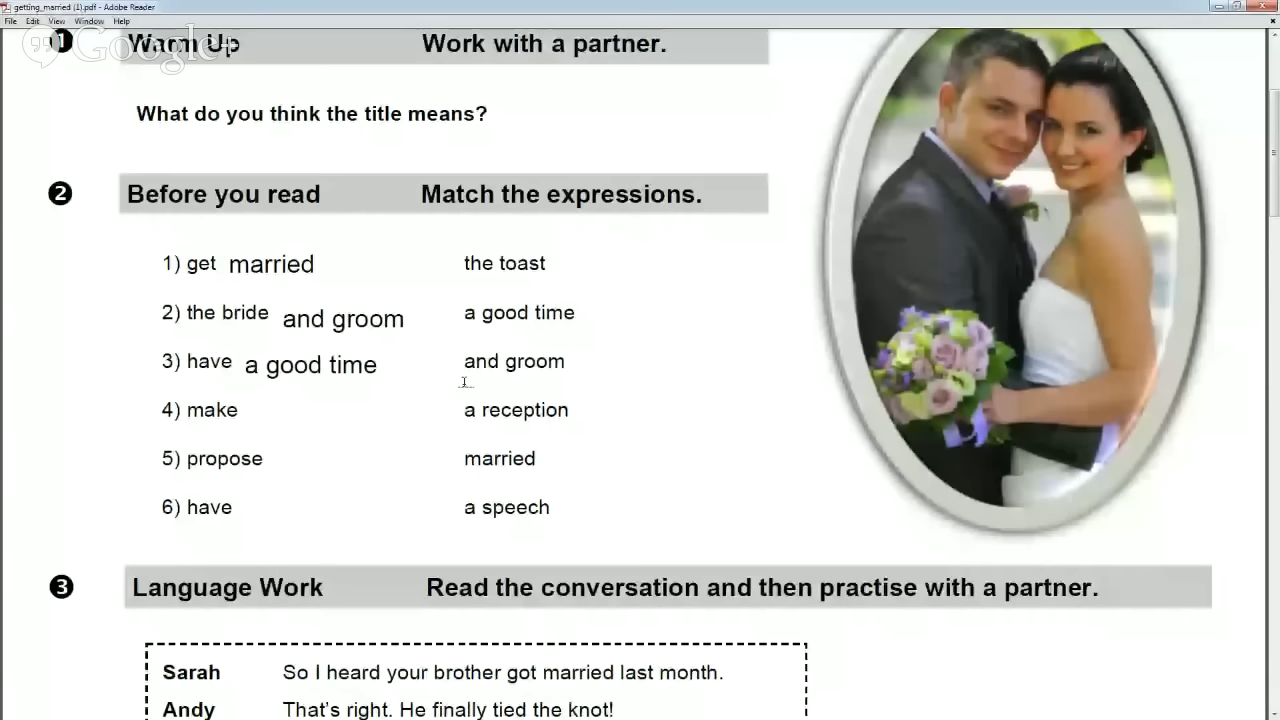 getting_married (1).pdf - Adobe Reader
File Edit View Window Help
Google+
1 Warm Up Work with a partner.
What do you think the title means?
2 Before you read Match the expressions.
1) get married the toast
2) the bride and groom a good time
3) have a good time and groom
4) make a reception
5) propose married
6) have a speech
3 Language Work Read the conversation and then practise with a partner.
Sarah So I heard your brother got married last month.
Andy That's right. He finally tied the knot!